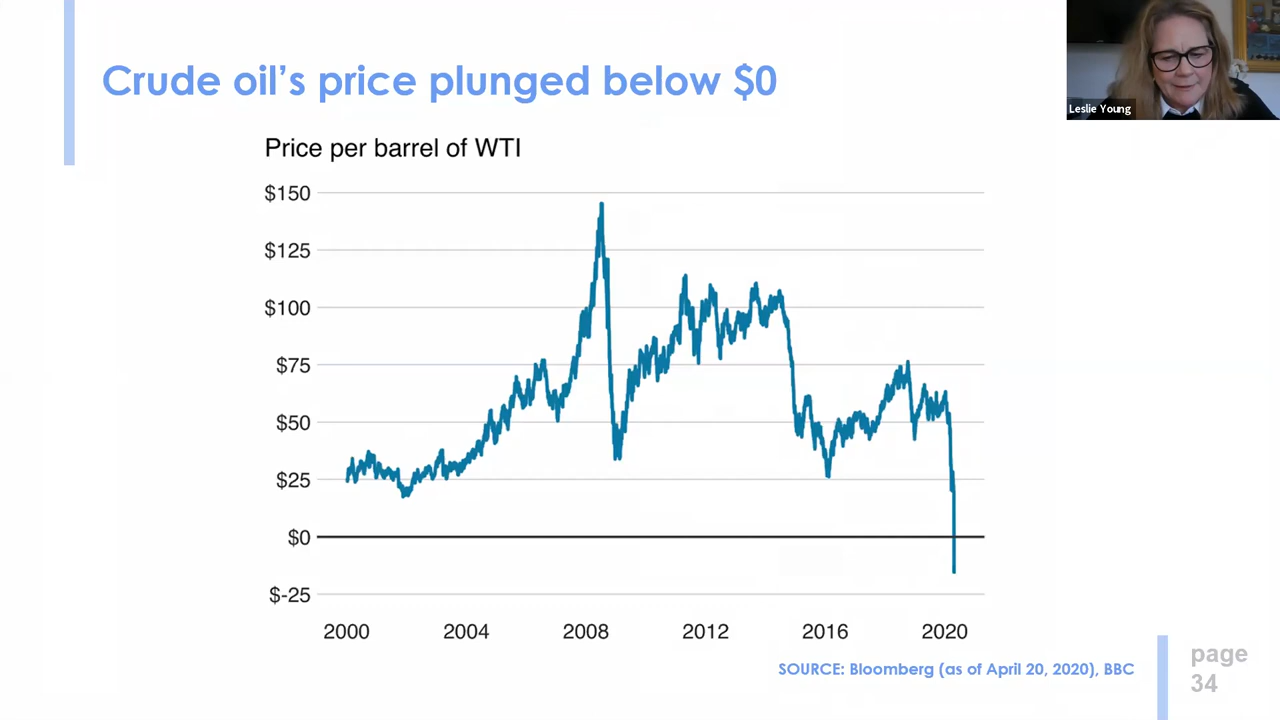 Crude oil’s price plunged below $0
Leslie Young
Price per barrel of WTI
$150
$125
$100
$75
$50
$25
$0
$-25
2000 2004 2008 2012 2016 2020
SOURCE: Bloomberg (as of April 20, 2020), BBC
page
34